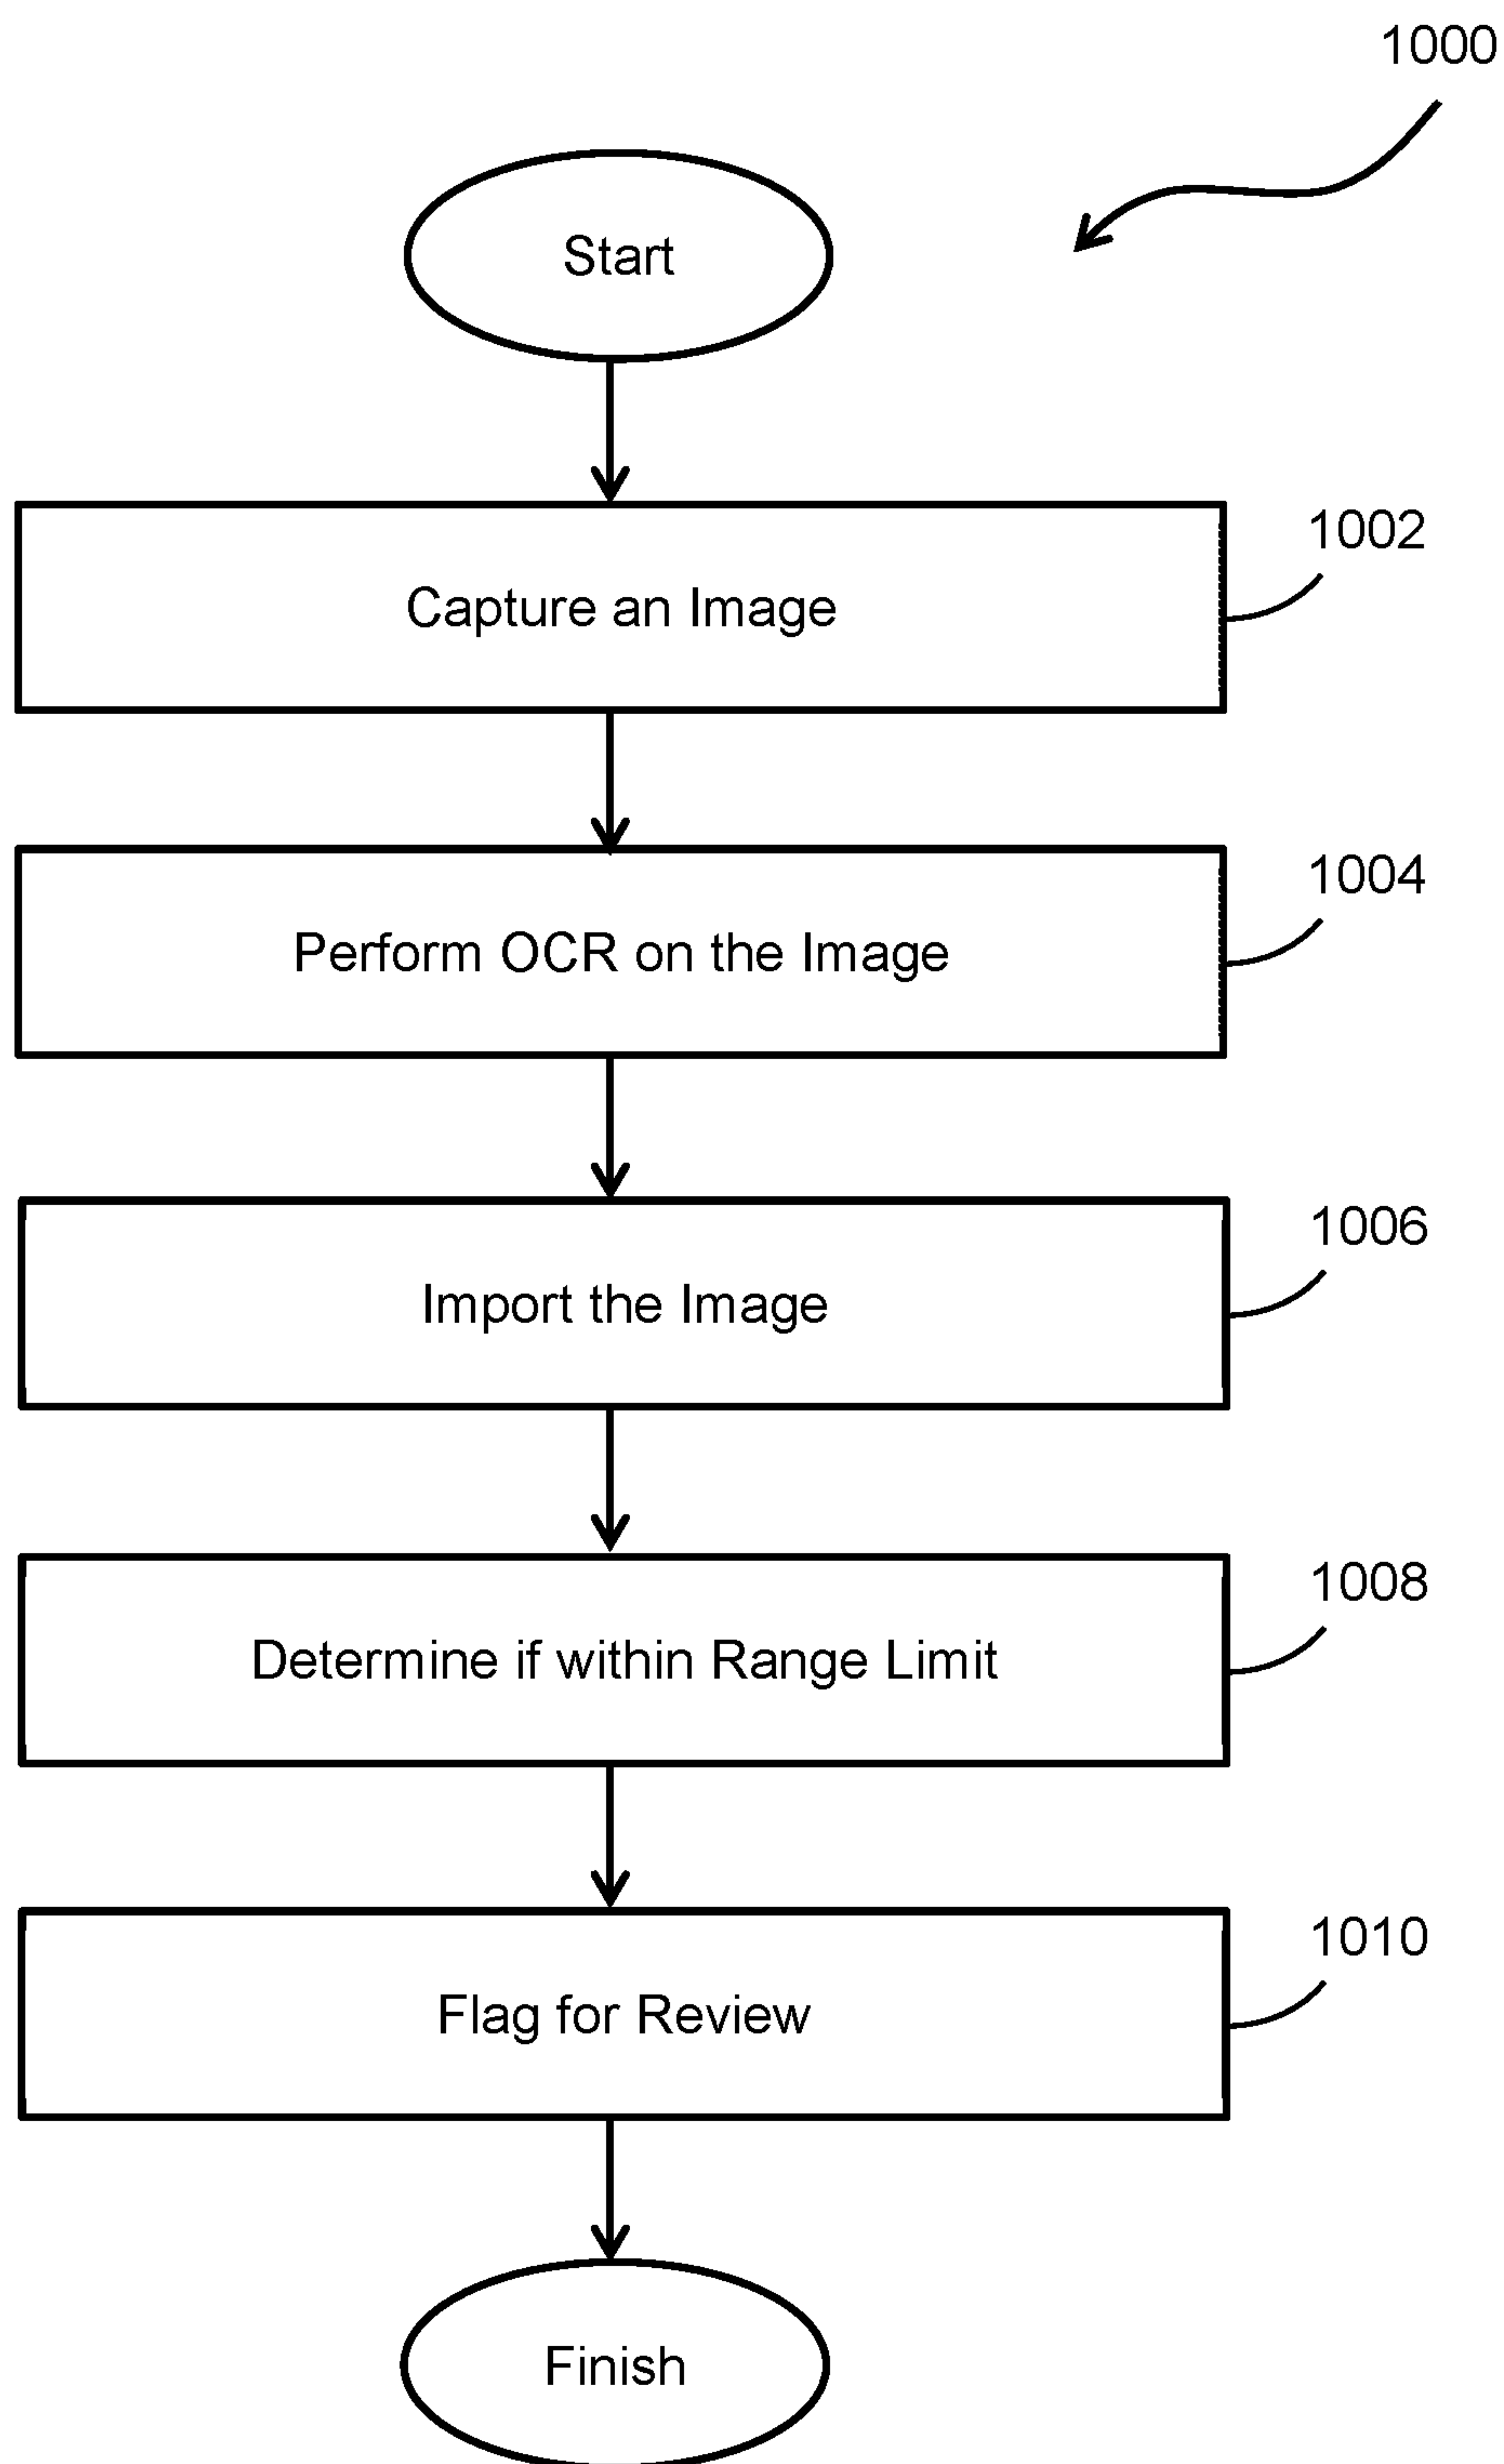 1000
Start
1002
Capture an Image
1004
Perform OCR on the Image
1006
Import the Image
1008
Determine if within Range Limit
1010
Flag for Review
Finish